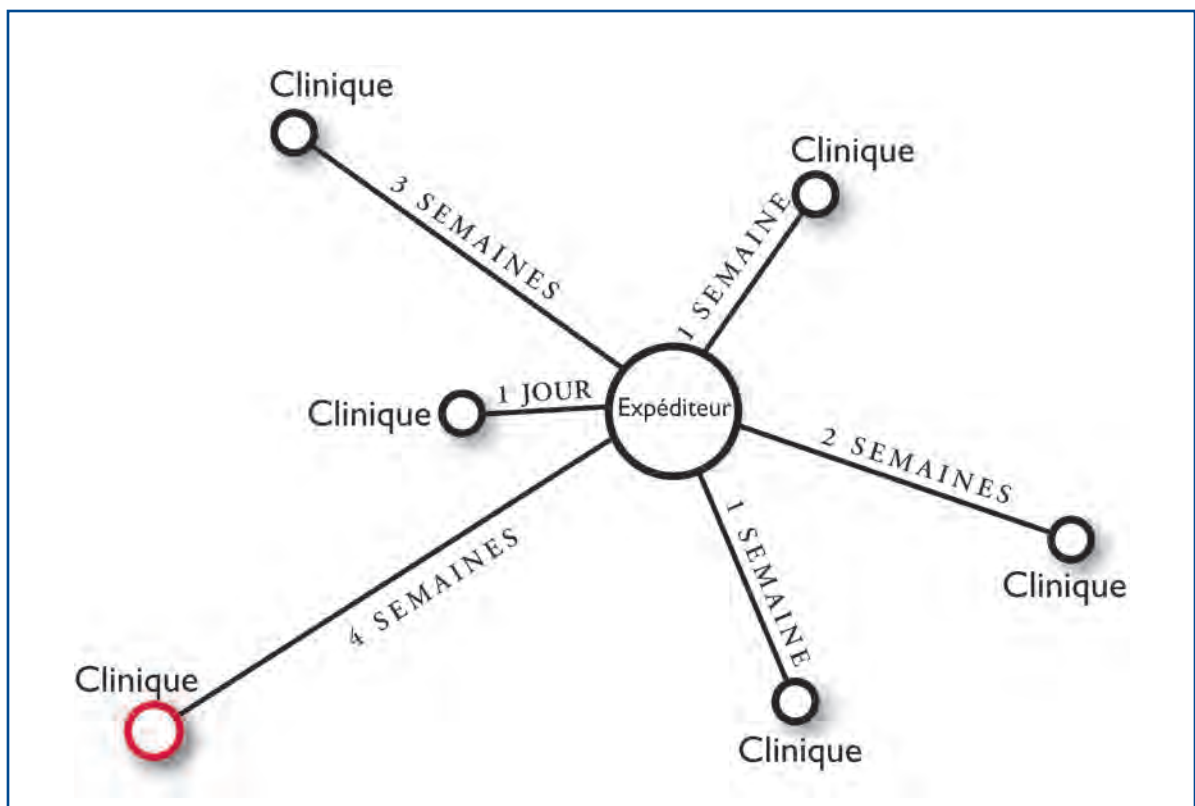 Clinique
Clinique
3 SEMAINES
1 SEMAINE
1 JOUR
Expéditeur
Clinique
2 SEMAINES
4 SEMAINES
1 SEMAINE
Clinique
Clinique
Clinique